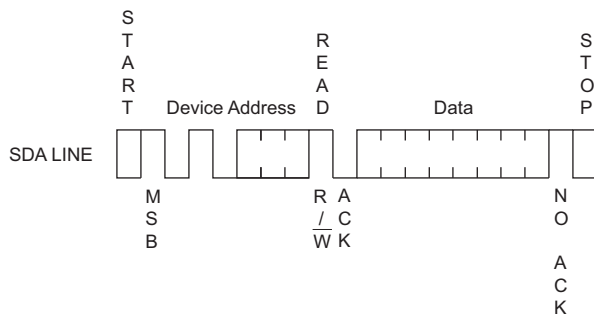 START
READ
STOP
Device Address
Data
SDA LINE
MSB
R/W̅
ACK
NO ACK